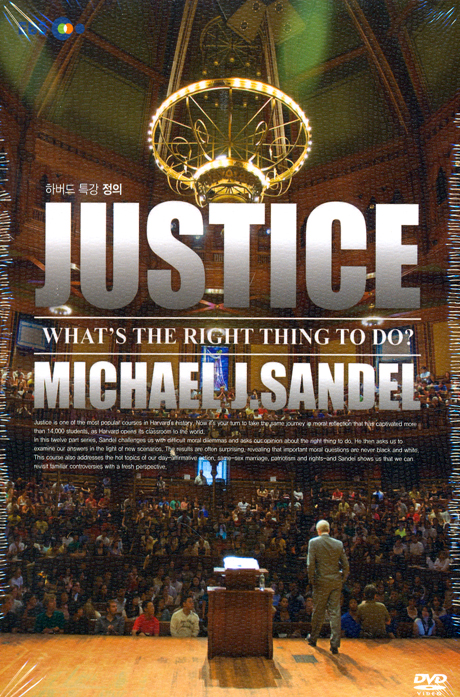 하버드 특강 정의
JUSTICE
WHAT'S THE RIGHT THING TO DO?
MICHAEL J. SANDEL
Justice is one of the most popular courses in Harvard's history. Now it's your turn to take the same journey in moral reflection that has captivated more
than 14,000 students, as Harvard opens its classroom to the world.
In this twelve part series, Sandel challenges us with difficult moral dilemmas and asks our opinion about the right thing to do. He then asks us to
examine our answers in the light of new scenarios. The results are often surprising, revealing that important moral questions are never black and white.
This course also addresses the hot topics of our day-affirmative action, same-sex marriage, patriotism and rights-and Sandel shows us that we can
revisit familiar controversies with a fresh perspective.
DVD
VIDEO